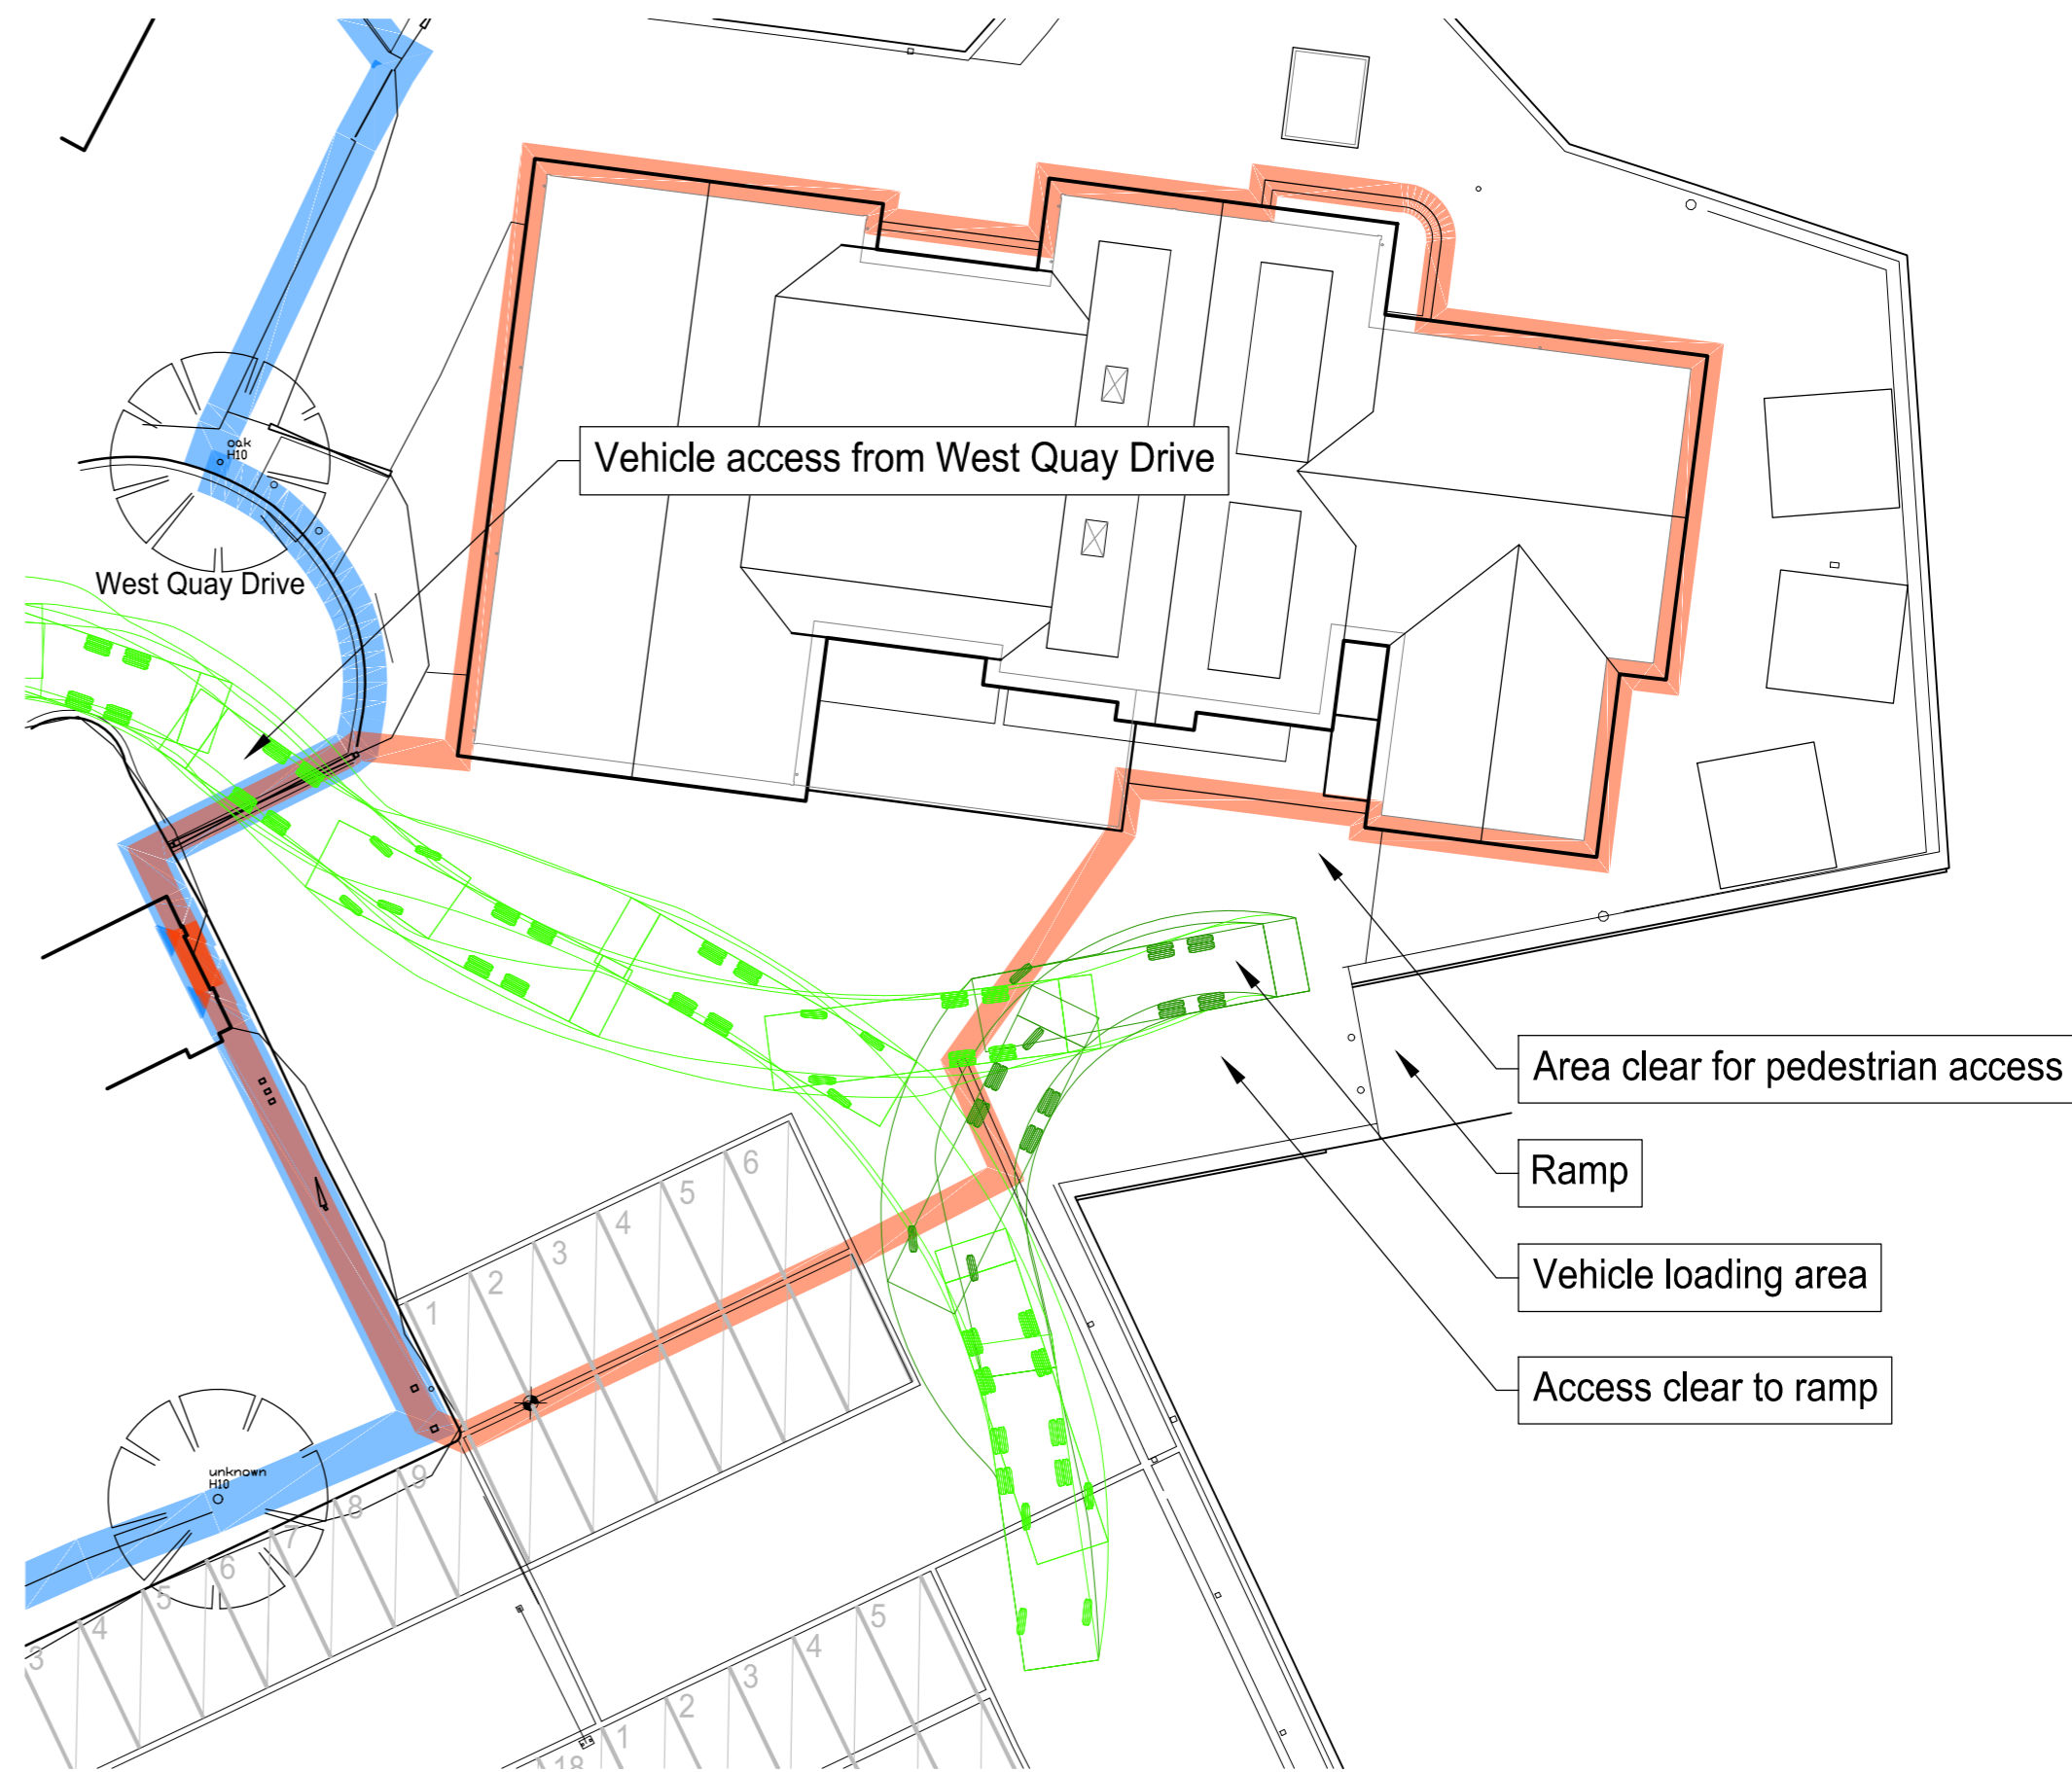 oak
H10
Vehicle access from West Quay Drive
West Quay Drive
Area clear for pedestrian access
Ramp
Vehicle loading area
Access clear to ramp
6
5
4
3
2
1
unknown
H10
9
8
7
6
5
4
3
5
4
3
2
1
18